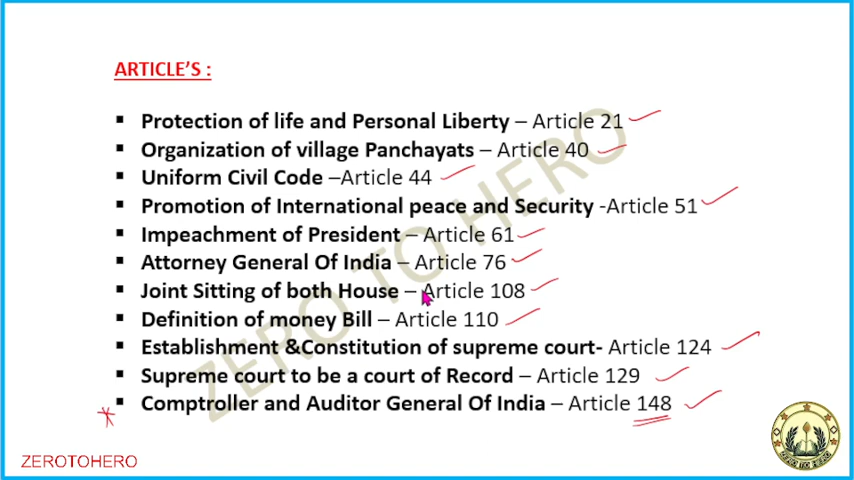 ARTICLE'S :
▪ Protection of life and Personal Liberty – Article 21
▪ Organization of village Panchayats – Article 40
▪ Uniform Civil Code –Article 44
▪ Promotion of International peace and Security -Article 51
▪ Impeachment of President – Article 61
▪ Attorney General Of India – Article 76
▪ Joint Sitting of both House – Article 108
▪ Definition of money Bill – Article 110
▪ Establishment &Constitution of supreme court- Article 124
▪ Supreme court to be a court of Record – Article 129
▪ Comptroller and Auditor General Of India – Article 148
ZERO TO HERO
ZEROTOHERO
ZERO TO HERO